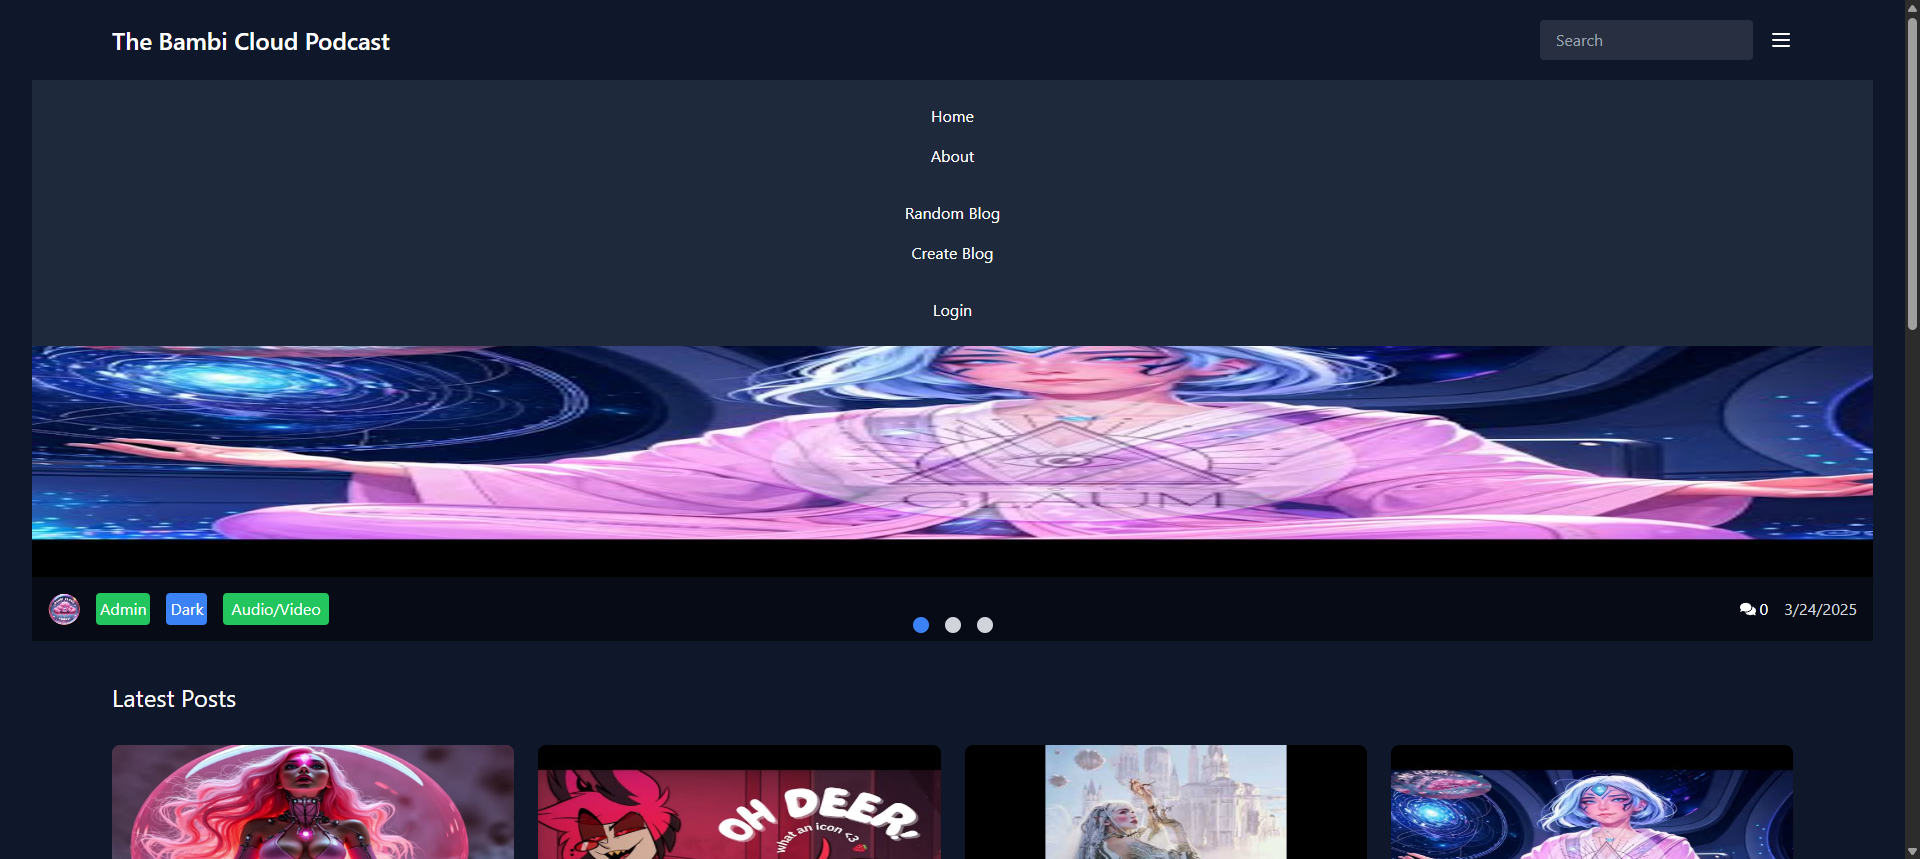 The Bambi Cloud Podcast
Search
Home
About
Random Blog
Create Blog
Login
Admin
Dark
Audio/Video
0
3/24/2025
Latest Posts
OH DEER!
what an icon <3